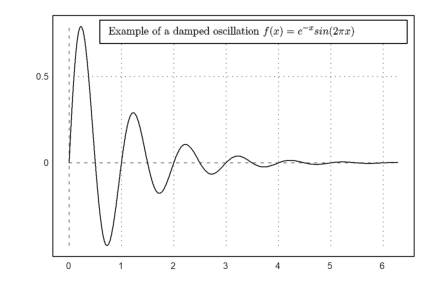 Example of a damped oscillation f(x) = e^{-x}sin(2πx)
0.5
0
0 1 2 3 4 5 6